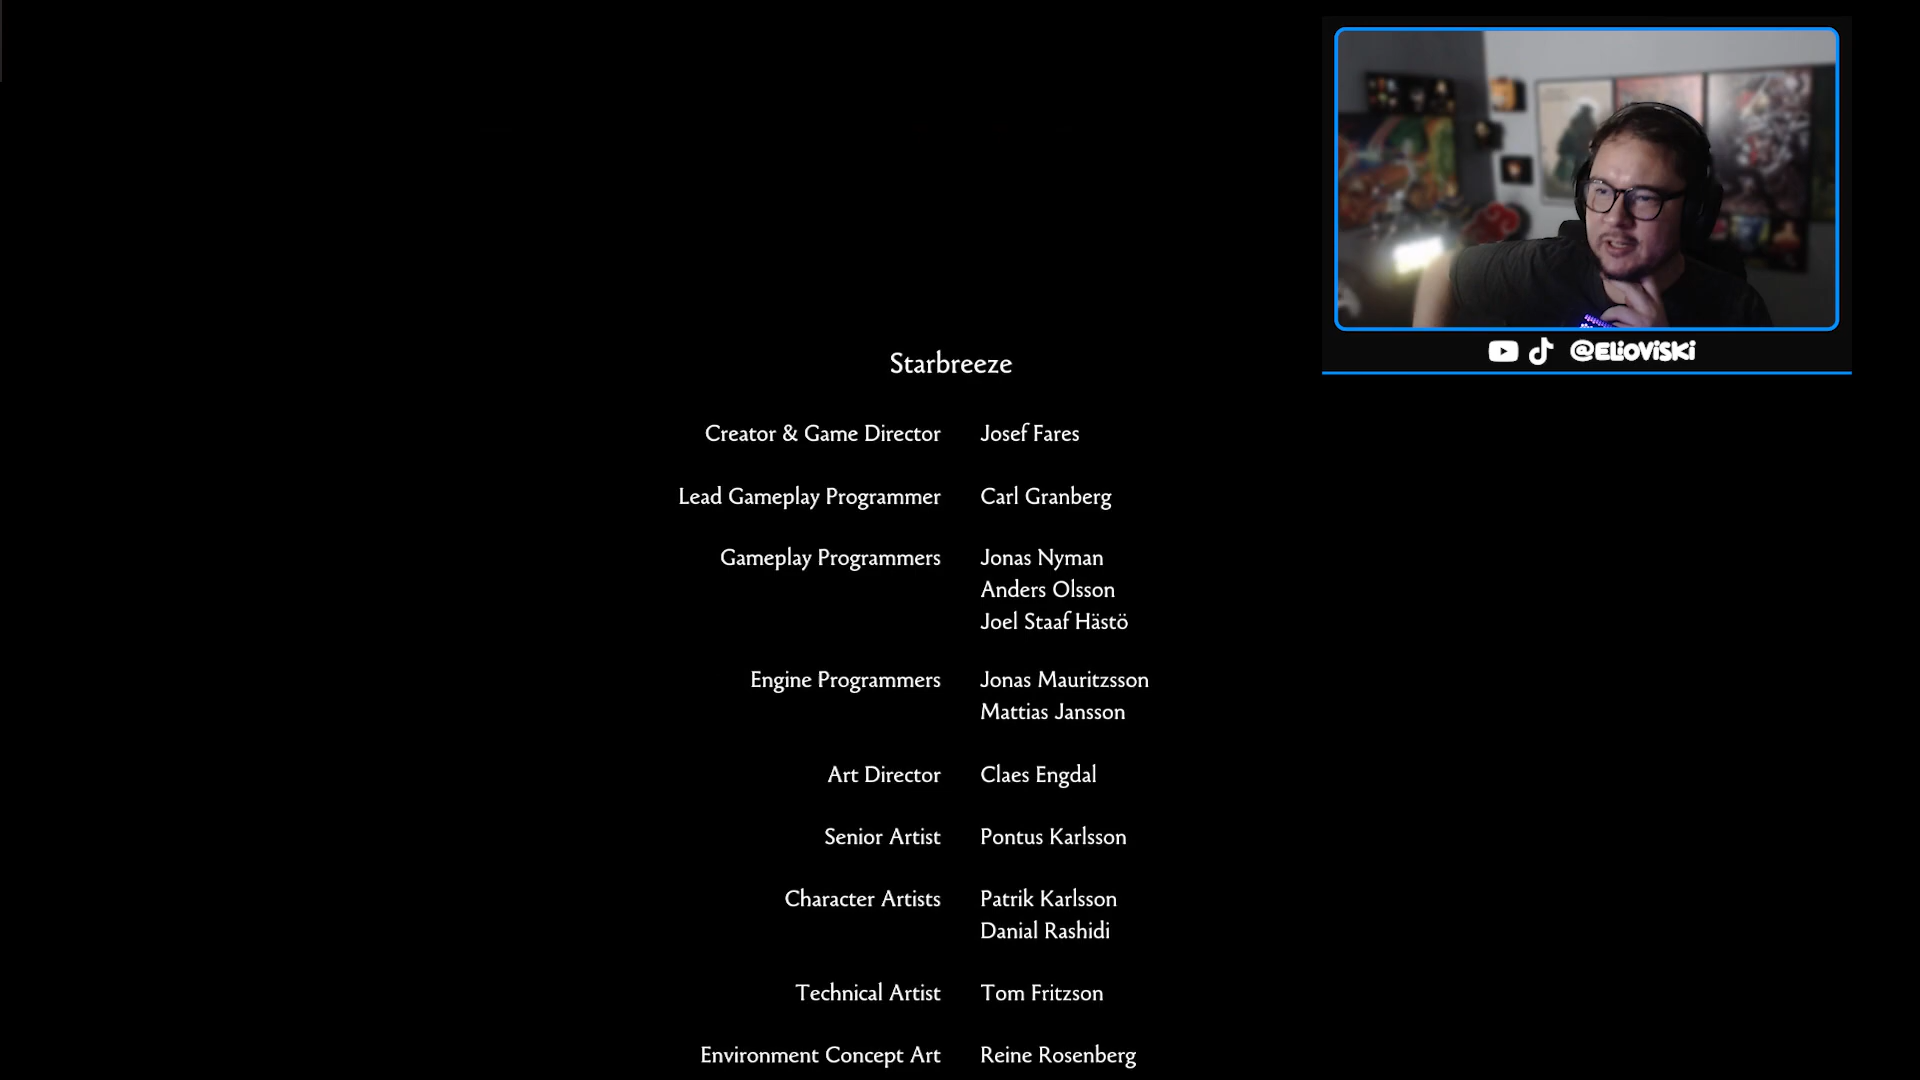 @ELiOViSKi
Starbreeze
Creator & Game Director Josef Fares
Lead Gameplay Programmer Carl Granberg
Gameplay Programmers Jonas Nyman
Anders Olsson
Joel Staaf Hästö
Engine Programmers Jonas Mauritzsson
Mattias Jansson
Art Director Claes Engdal
Senior Artist Pontus Karlsson
Character Artists Patrik Karlsson
Danial Rashidi
Technical Artist Tom Fritzson
Environment Concept Art Reine Rosenberg